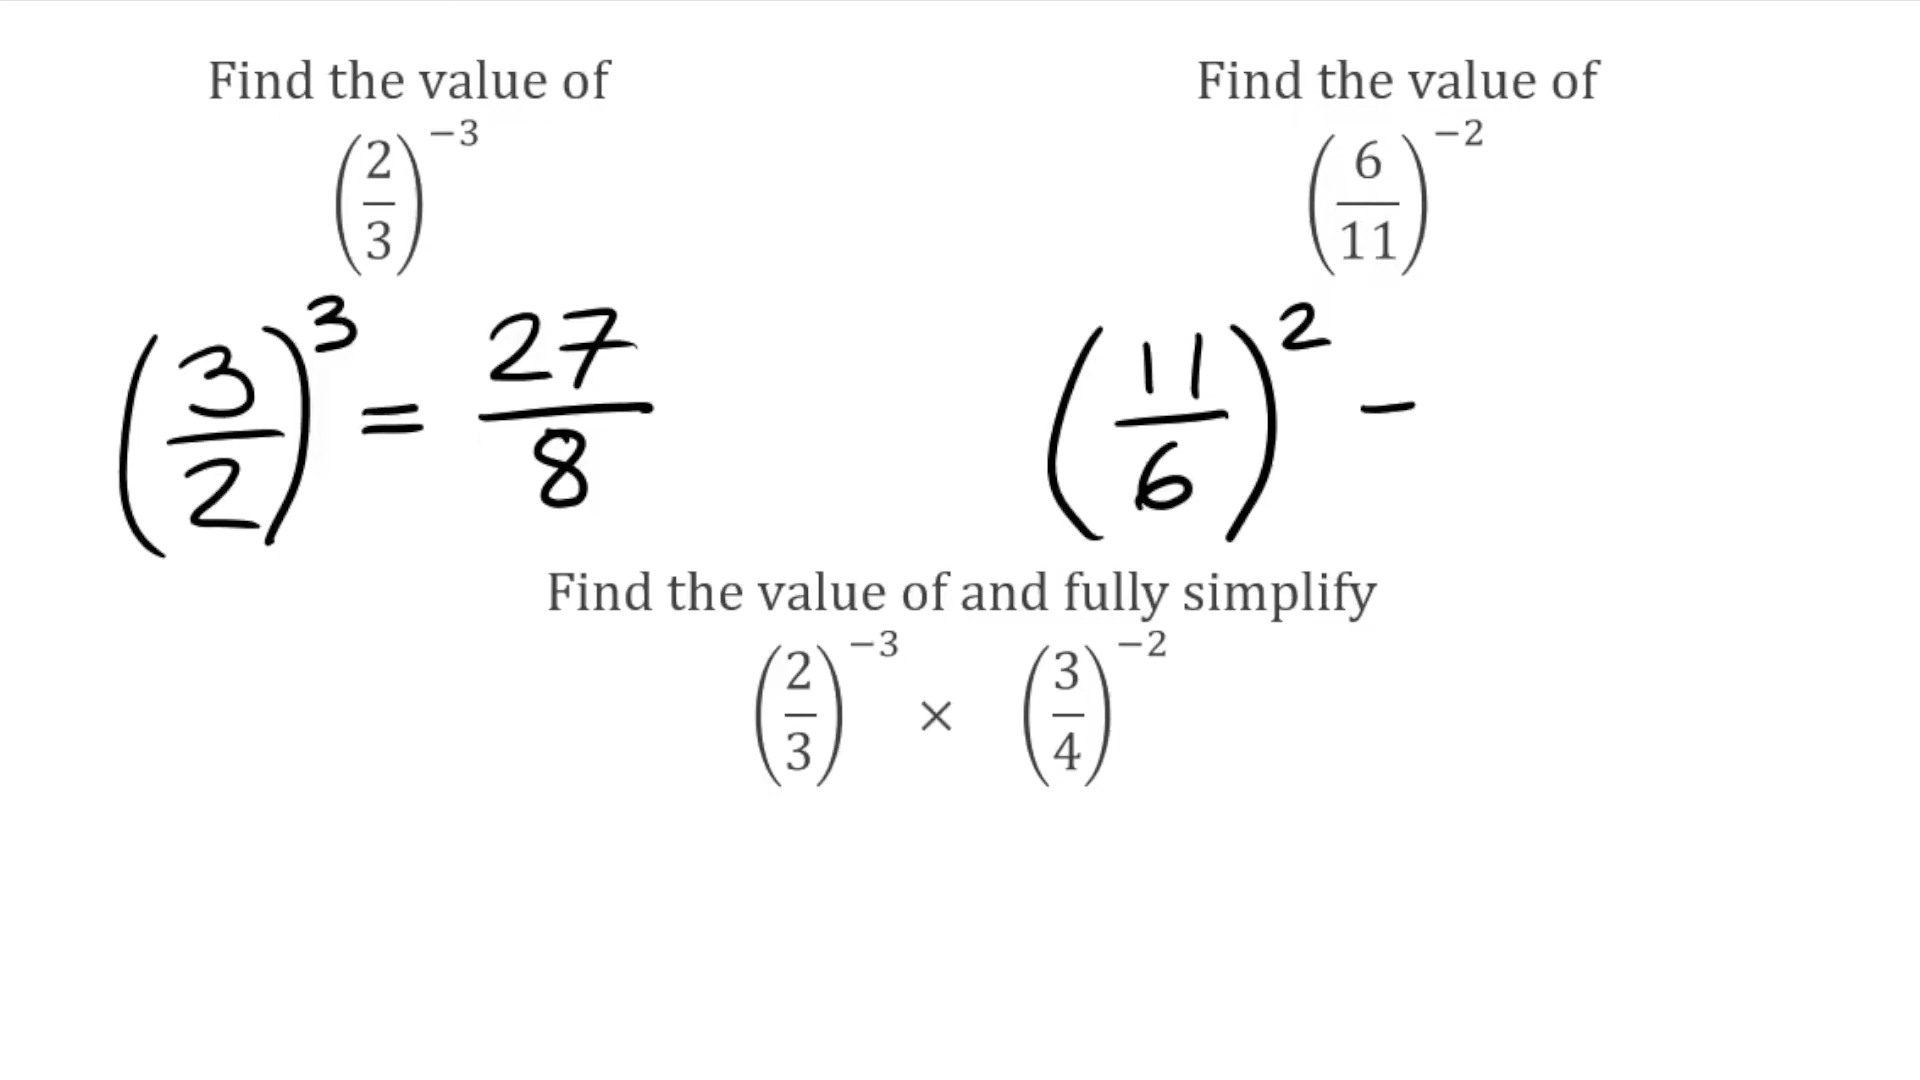 Find the value of
(2/3)^−3
(3/2)^3 = 27/8
Find the value of
(6/11)^−2
(11/6)^2 −
Find the value of and fully simplify
(2/3)^−3 × (3/4)^−2